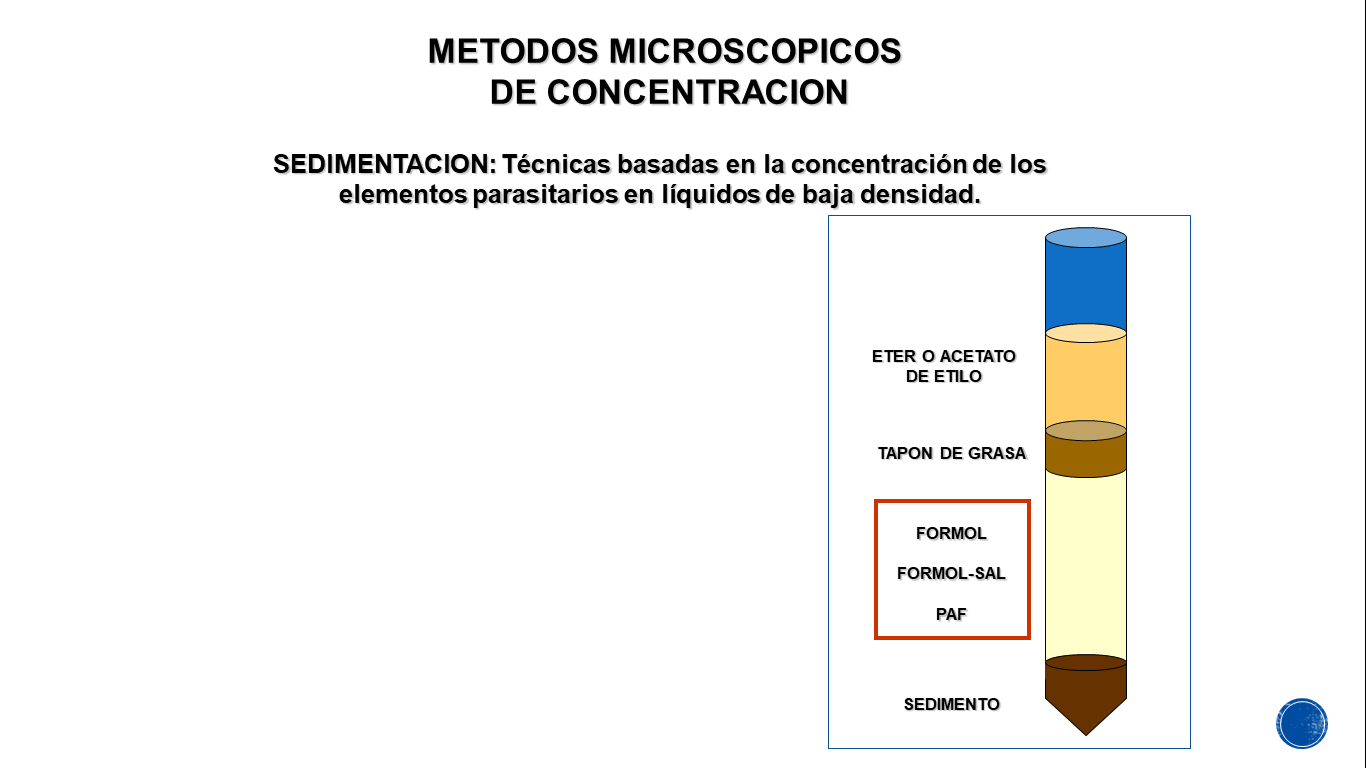 METODOS MICROSCOPICOS
DE CONCENTRACION
SEDIMENTACION: Técnicas basadas en la concentración de los
elementos parasitarios en líquidos de baja densidad.
ETER O ACETATO
DE ETILO
TAPON DE GRASA
FORMOL
FORMOL-SAL
PAF
SEDIMENTO